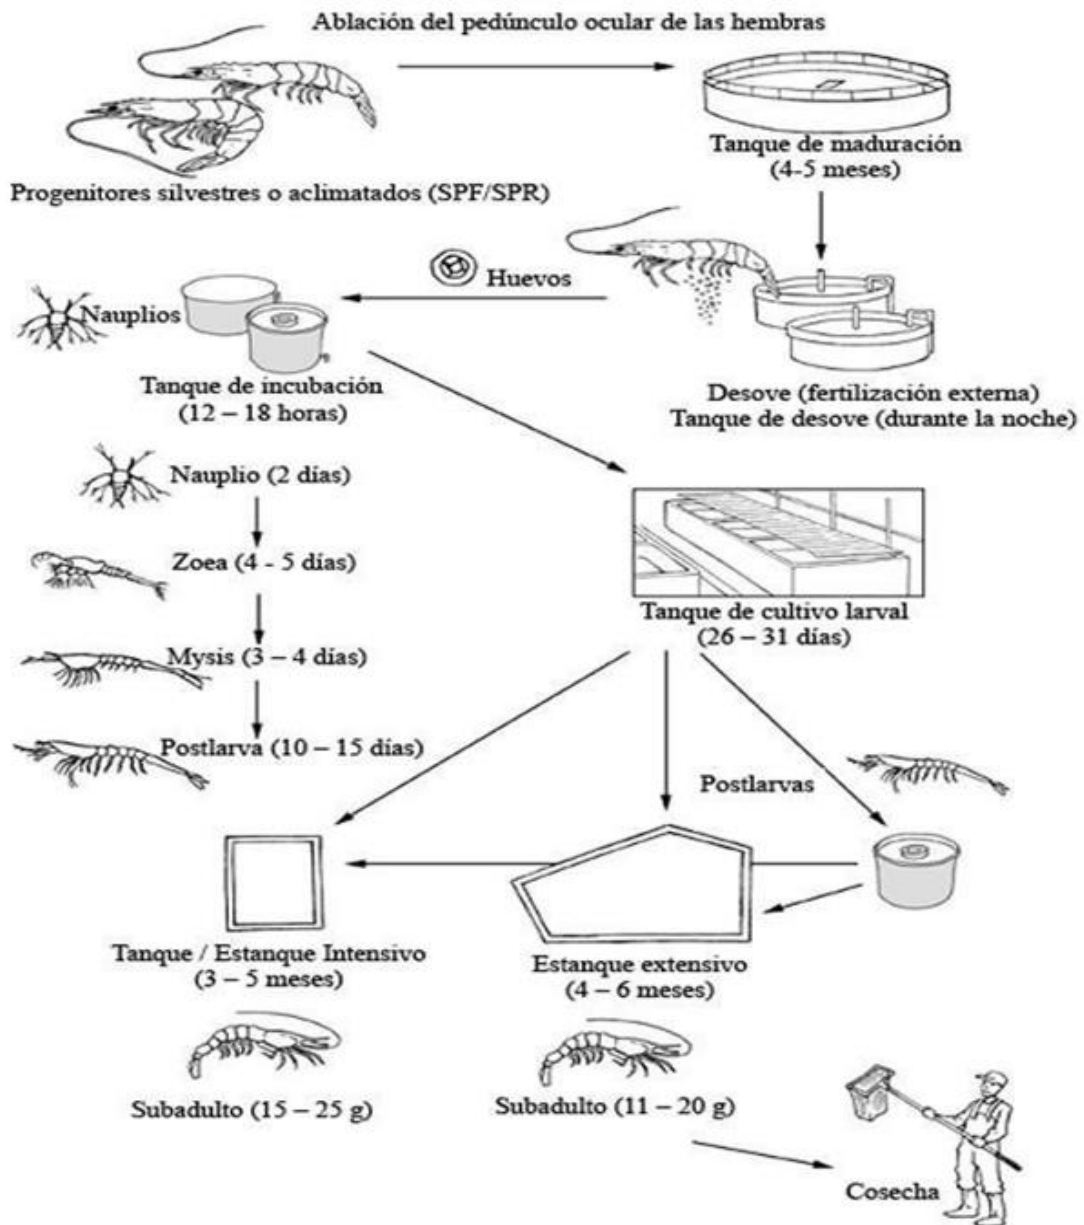 Ablación del pedúnculo ocular de las hembras
Tanque de maduración
(4-5 meses)
Progenitores silvestres o aclimatados (SPF/SPR)
Huevos
Nauplios
Tanque de incubación
(12 – 18 horas)
Desove (fertilización externa)
Tanque de desove (durante la noche)
Nauplio (2 días)
Zoea (4 - 5 días)
Mysis (3 – 4 días)
Postlarva (10 – 15 días)
Tanque de cultivo larval
(26 – 31 días)
Postlarvas
Tanque / Estanque Intensivo
(3 – 5 meses)
Estanque extensivo
(4 – 6 meses)
Subadulto (15 – 25 g)
Subadulto (11 – 20 g)
Cosecha